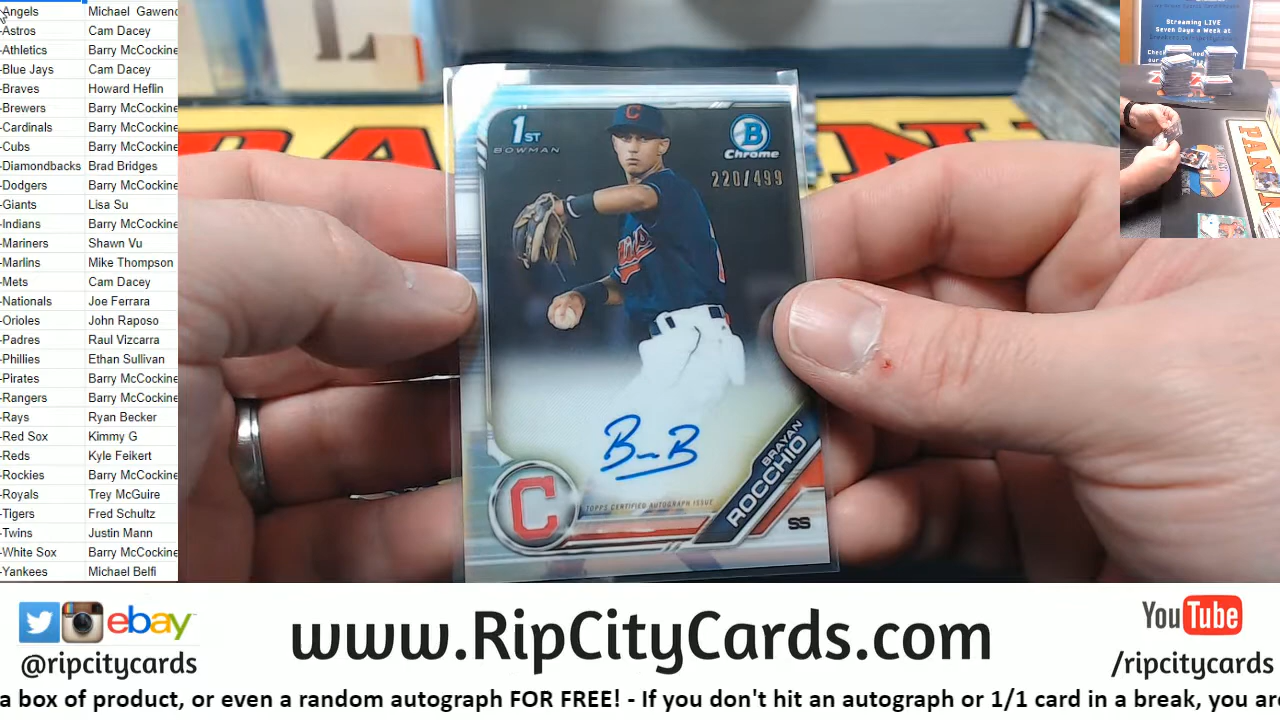 -Angels Michael Gawenc
-Astros Cam Dacey
-Athletics Barry McCockine
-Blue Jays Cam Dacey
-Braves Howard Heflin
-Brewers Barry McCockine
-Cardinals Barry McCockine
-Cubs Barry McCockine
-Diamondbacks Brad Bridges
-Dodgers Barry McCockine
-Giants Lisa Su
-Indians Barry McCockine
-Mariners Shawn Vu
-Marlins Mike Thompson
-Mets Cam Dacey
-Nationals Joe Ferrara
-Orioles John Raposo
-Padres Raul Vizcarra
-Phillies Ethan Sullivan
-Pirates Barry McCockine
-Rangers Barry McCockine
-Rays Ryan Becker
-Red Sox Kimmy G
-Reds Kyle Feikert
-Rockies Barry McCockine
-Royals Trey McGuire
-Tigers Fred Schultz
-Twins Justin Mann
-White Sox Barry McCockine
-Yankees Michael Belfi
1ST
BOWMAN
B
Chrome
220/499
C
TOPPS CERTIFIED AUTOGRAPH ISSUE
BRAYAN
ROCCHIO
SS
C
Streaming LIVE
Seven Days a Week at
PANINI
ebay
@ripcitycards
www.RipCityCards.com
YouTube
/ripcitycards
a box of product, or even a random autograph FOR FREE! - If you don't hit an autograph or 1/1 card in a break, you are